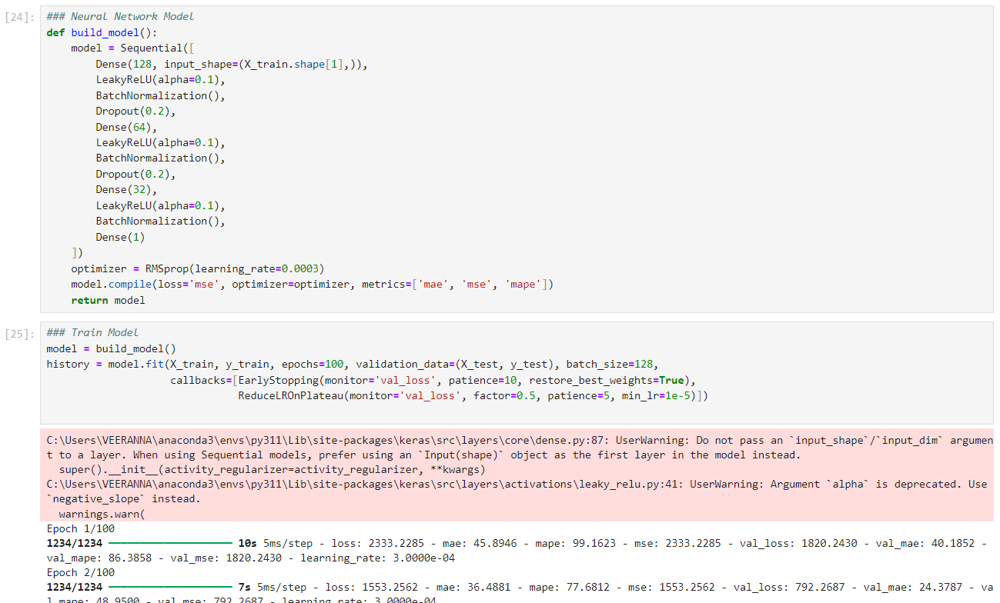 [24]: ### Neural Network Model
def build_model():
    model = Sequential([
        Dense(128, input_shape=(X_train.shape[1],)),
        LeakyReLU(alpha=0.1),
        BatchNormalization(),
        Dropout(0.2),
        Dense(64),
        LeakyReLU(alpha=0.1),
        BatchNormalization(),
        Dropout(0.2),
        Dense(32),
        LeakyReLU(alpha=0.1),
        BatchNormalization(),
        Dense(1)
    ])
    optimizer = RMSprop(learning_rate=0.0003)
    model.compile(loss='mse', optimizer=optimizer, metrics=['mae', 'mse', 'mape'])
    return model
[25]: ### Train Model
model = build_model()
history = model.fit(X_train, y_train, epochs=100, validation_data=(X_test, y_test), batch_size=128,
                    callbacks=[EarlyStopping(monitor='val_loss', patience=10, restore_best_weights=True),
                               ReduceLROnPlateau(monitor='val_loss', factor=0.5, patience=5, min_lr=1e-5)])
C:\Users\VEERANNA\anaconda3\envs\py311\Lib\site-packages\keras\src\layers\core\dense.py:87: UserWarning: Do not pass an `input_shape`/`input_dim` argumen
t to a layer. When using Sequential models, prefer using an `Input(shape)` object as the first layer in the model instead.
  super().__init__(activity_regularizer=activity_regularizer, **kwargs)
C:\Users\VEERANNA\anaconda3\envs\py311\Lib\site-packages\keras\src\layers\activations\leaky_relu.py:41: UserWarning: Argument `alpha` is deprecated. Use
`negative_slope` instead.
  warnings.warn(
Epoch 1/100
1234/1234 ━━━━━━━━━━━━━━━━━━━━ 10s 5ms/step - loss: 2333.2285 - mae: 45.8946 - mape: 99.1623 - mse: 2333.2285 - val_loss: 1820.2430 - val_mae: 40.1852 -
val_mape: 86.3858 - val_mse: 1820.2430 - learning_rate: 3.0000e-04
Epoch 2/100
1234/1234 ━━━━━━━━━━━━━━━━━━━━ 7s 5ms/step - loss: 1553.2562 - mae: 36.4881 - mape: 77.6812 - mse: 1553.2562 - val_loss: 792.2687 - val_mae: 24.3787 - va
l_mape: 48.9500 - val_mse: 792.2687 - learning_rate: 3.0000e-04